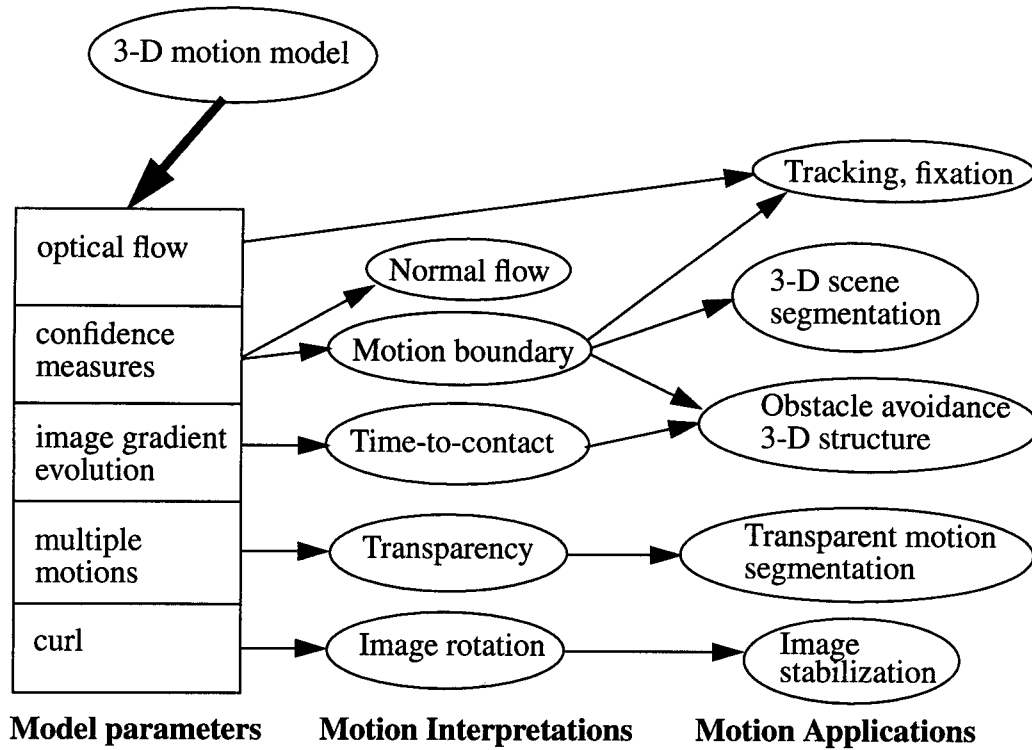 3-D motion model
Tracking, fixation
optical flow
Normal flow
3-D scene
segmentation
confidence
measures
Motion boundary
Obstacle avoidance
3-D structure
image gradient
evolution
Time-to-contact
multiple
motions
Transparency
Transparent motion
segmentation
curl
Image rotation
Image
stabilization
Model parameters
Motion Interpretations
Motion Applications